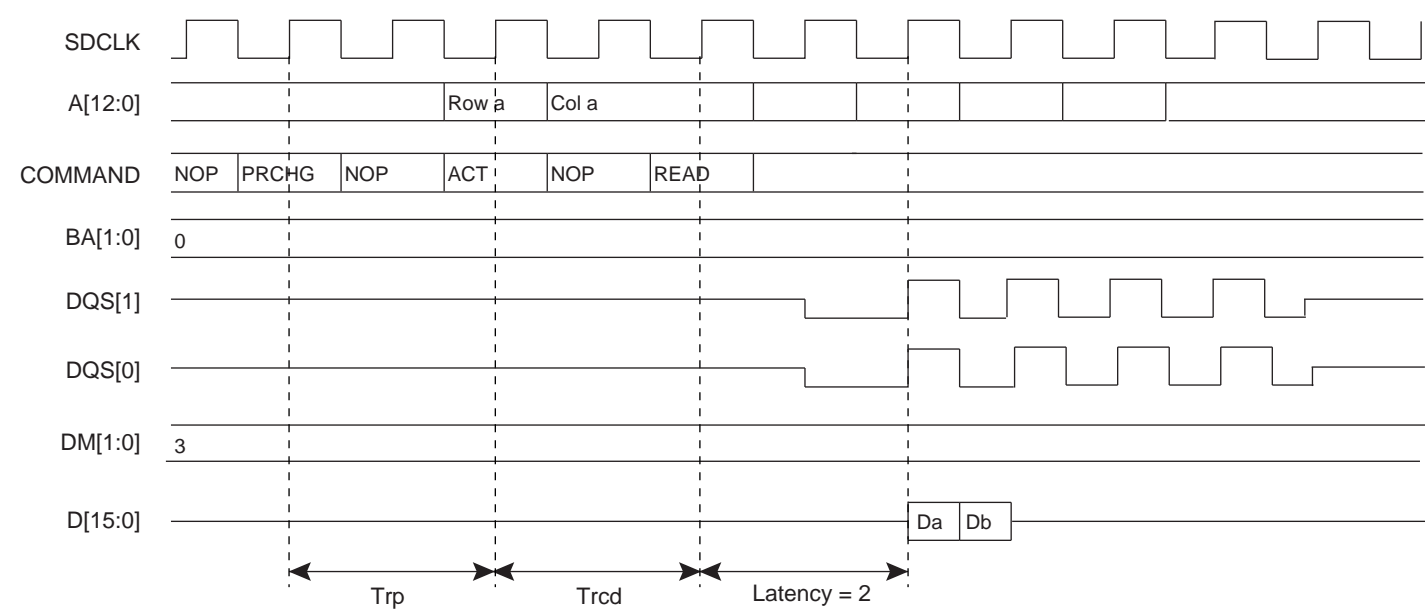 SDCLK
A[12:0] Row a Col a
COMMAND NOP PRCHG NOP ACT NOP READ
BA[1:0] 0
DQS[1]
DQS[0]
DM[1:0] 3
D[15:0] Da Db
Trp Trcd Latency = 2